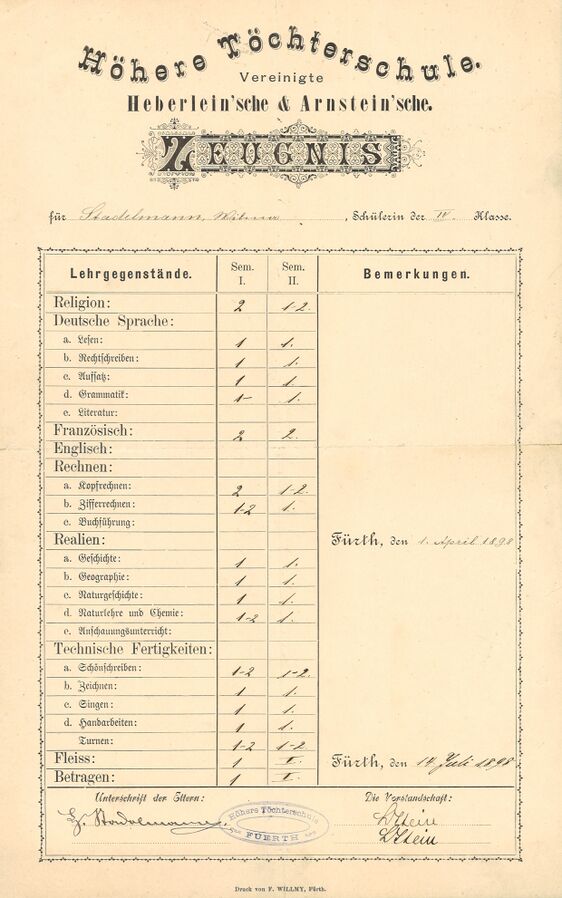 Höhere Töchterschule.
Vereinigte
Heberlein'sche & Arnstein'sche.
ZEUGNIS
für Stadelmann, Wilma, Schülerin der IV. Klasse.
Lehrgegenstände. Sem. I. Sem. II. Bemerkungen.
Religion: 2 1-2.
Deutsche Sprache:
a. Lesen: 1 1.
b. Rechtschreiben: 1 1.
c. Aufsatz: 1 1.
d. Grammatik: 1- 1.
e. Literatur:
Französisch: 2 2.
Englisch:
Rechnen:
a. Kopfrechnen: 2 1-2.
b. Zifferrechnen: 1-2 1.
c. Buchführung:
Realien: Fürth, den 1. April 1898
a. Geschichte: 1 1.
b. Geographie: 1 1.
c. Naturgeschichte: 1 1.
d. Naturlehre und Chemie: 1-2 1.
e. Anschauungsunterricht:
Technische Fertigkeiten:
a. Schönschreiben: 1-2 1-2.
b. Zeichnen: 1 1.
c. Singen: 1 1.
d. Handarbeiten: 1 1.
Turnen: 1-2 1-2.
Fleiss: 1 I. Fürth, den 14. Juli 1898
Betragen: 1 I.
Unterschrift der Eltern: Die Vorstandschaft:
Stadelmann
Höhere Töchterschule
FUERTH
Druck von F. WILLMY, Fürth.